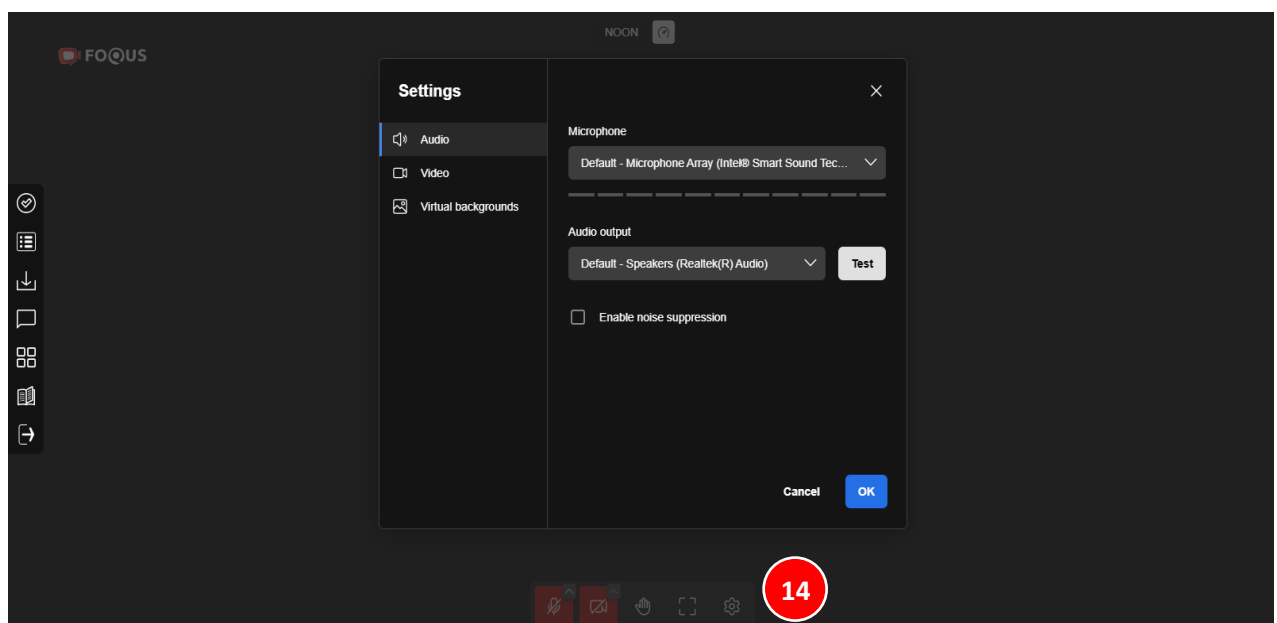 NOON
FOQUS
Settings
Audio
Video
Virtual backgrounds
Microphone
Default - Microphone Array (Intel® Smart Sound Tec...
Audio output
Default - Speakers (Realtek(R) Audio)
Test
Enable noise suppression
Cancel
OK
14